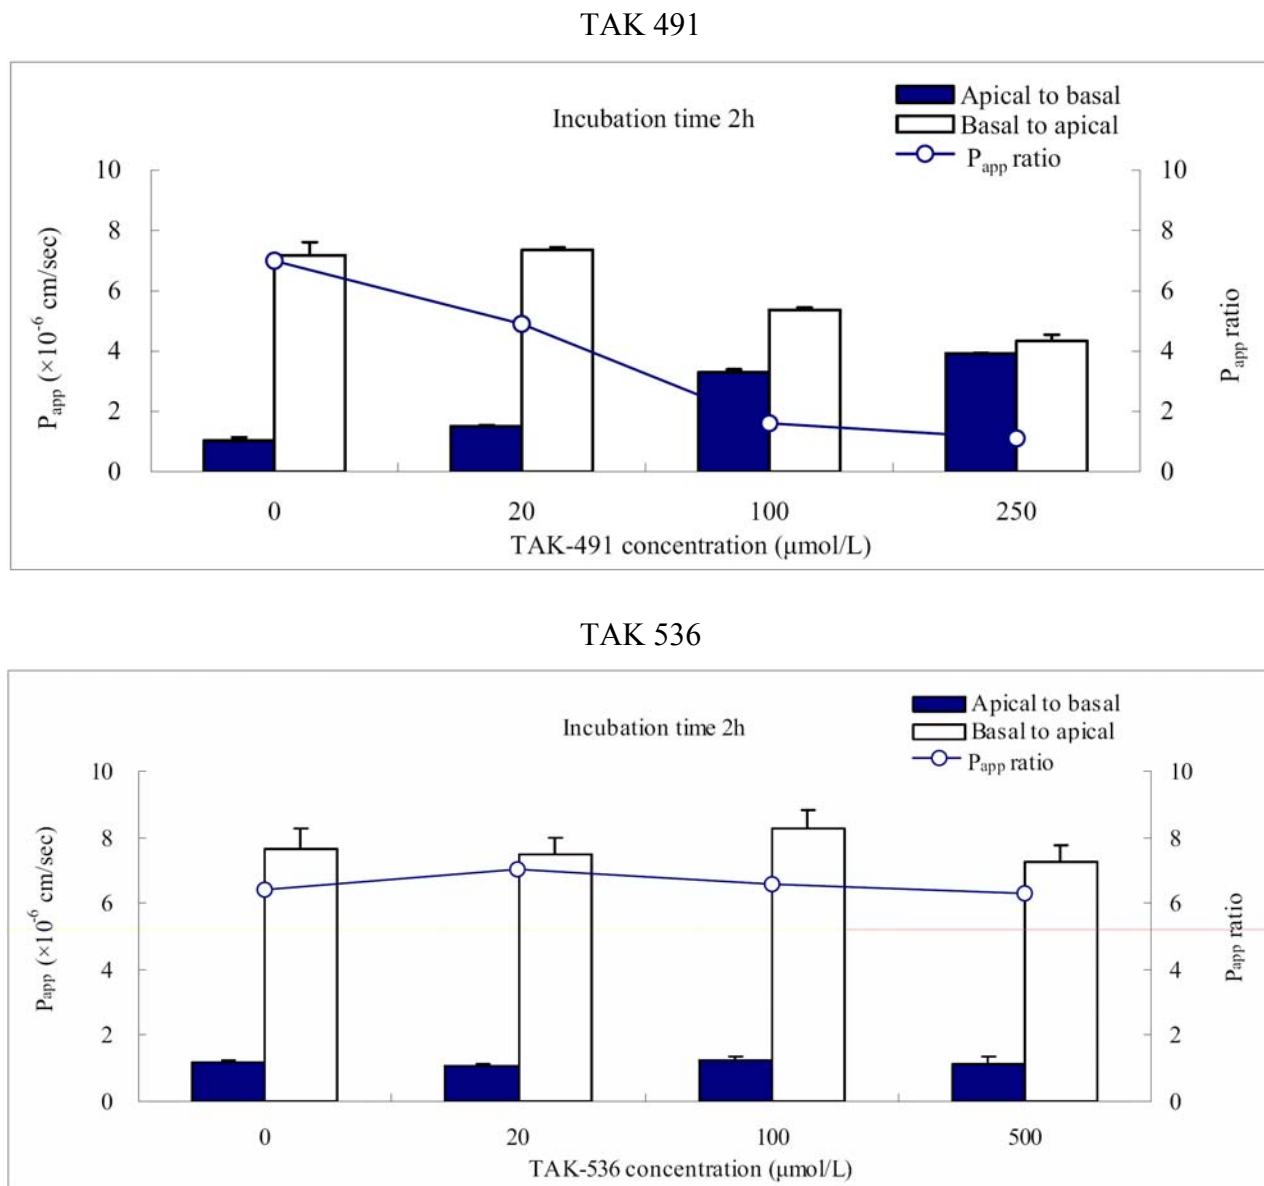 TAK 491
Incubation time 2h
Apical to basal
Basal to apical
Papp ratio
10
8
6
4
2
0
Papp (×10-6 cm/sec)
10
8
6
4
2
0
Papp ratio
0 20 100 250
TAK-491 concentration (μmol/L)
TAK 536
Incubation time 2h
Apical to basal
Basal to apical
Papp ratio
10
8
6
4
2
0
Papp (×10-6 cm/sec)
10
8
6
4
2
0
Papp ratio
0 20 100 500
TAK-536 concentration (μmol/L)